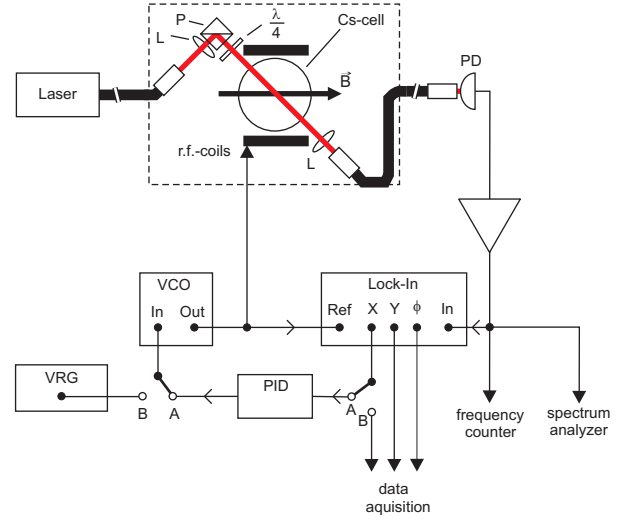 P
λ/4
L
Cs-cell
PD
Laser
B⃗
r.f.-coils
L
VCO
Lock-In
In
Out
Ref
X
Y
ϕ
In
VRG
PID
B
A
A
B
frequency
counter
spectrum
analyzer
data
aquisition